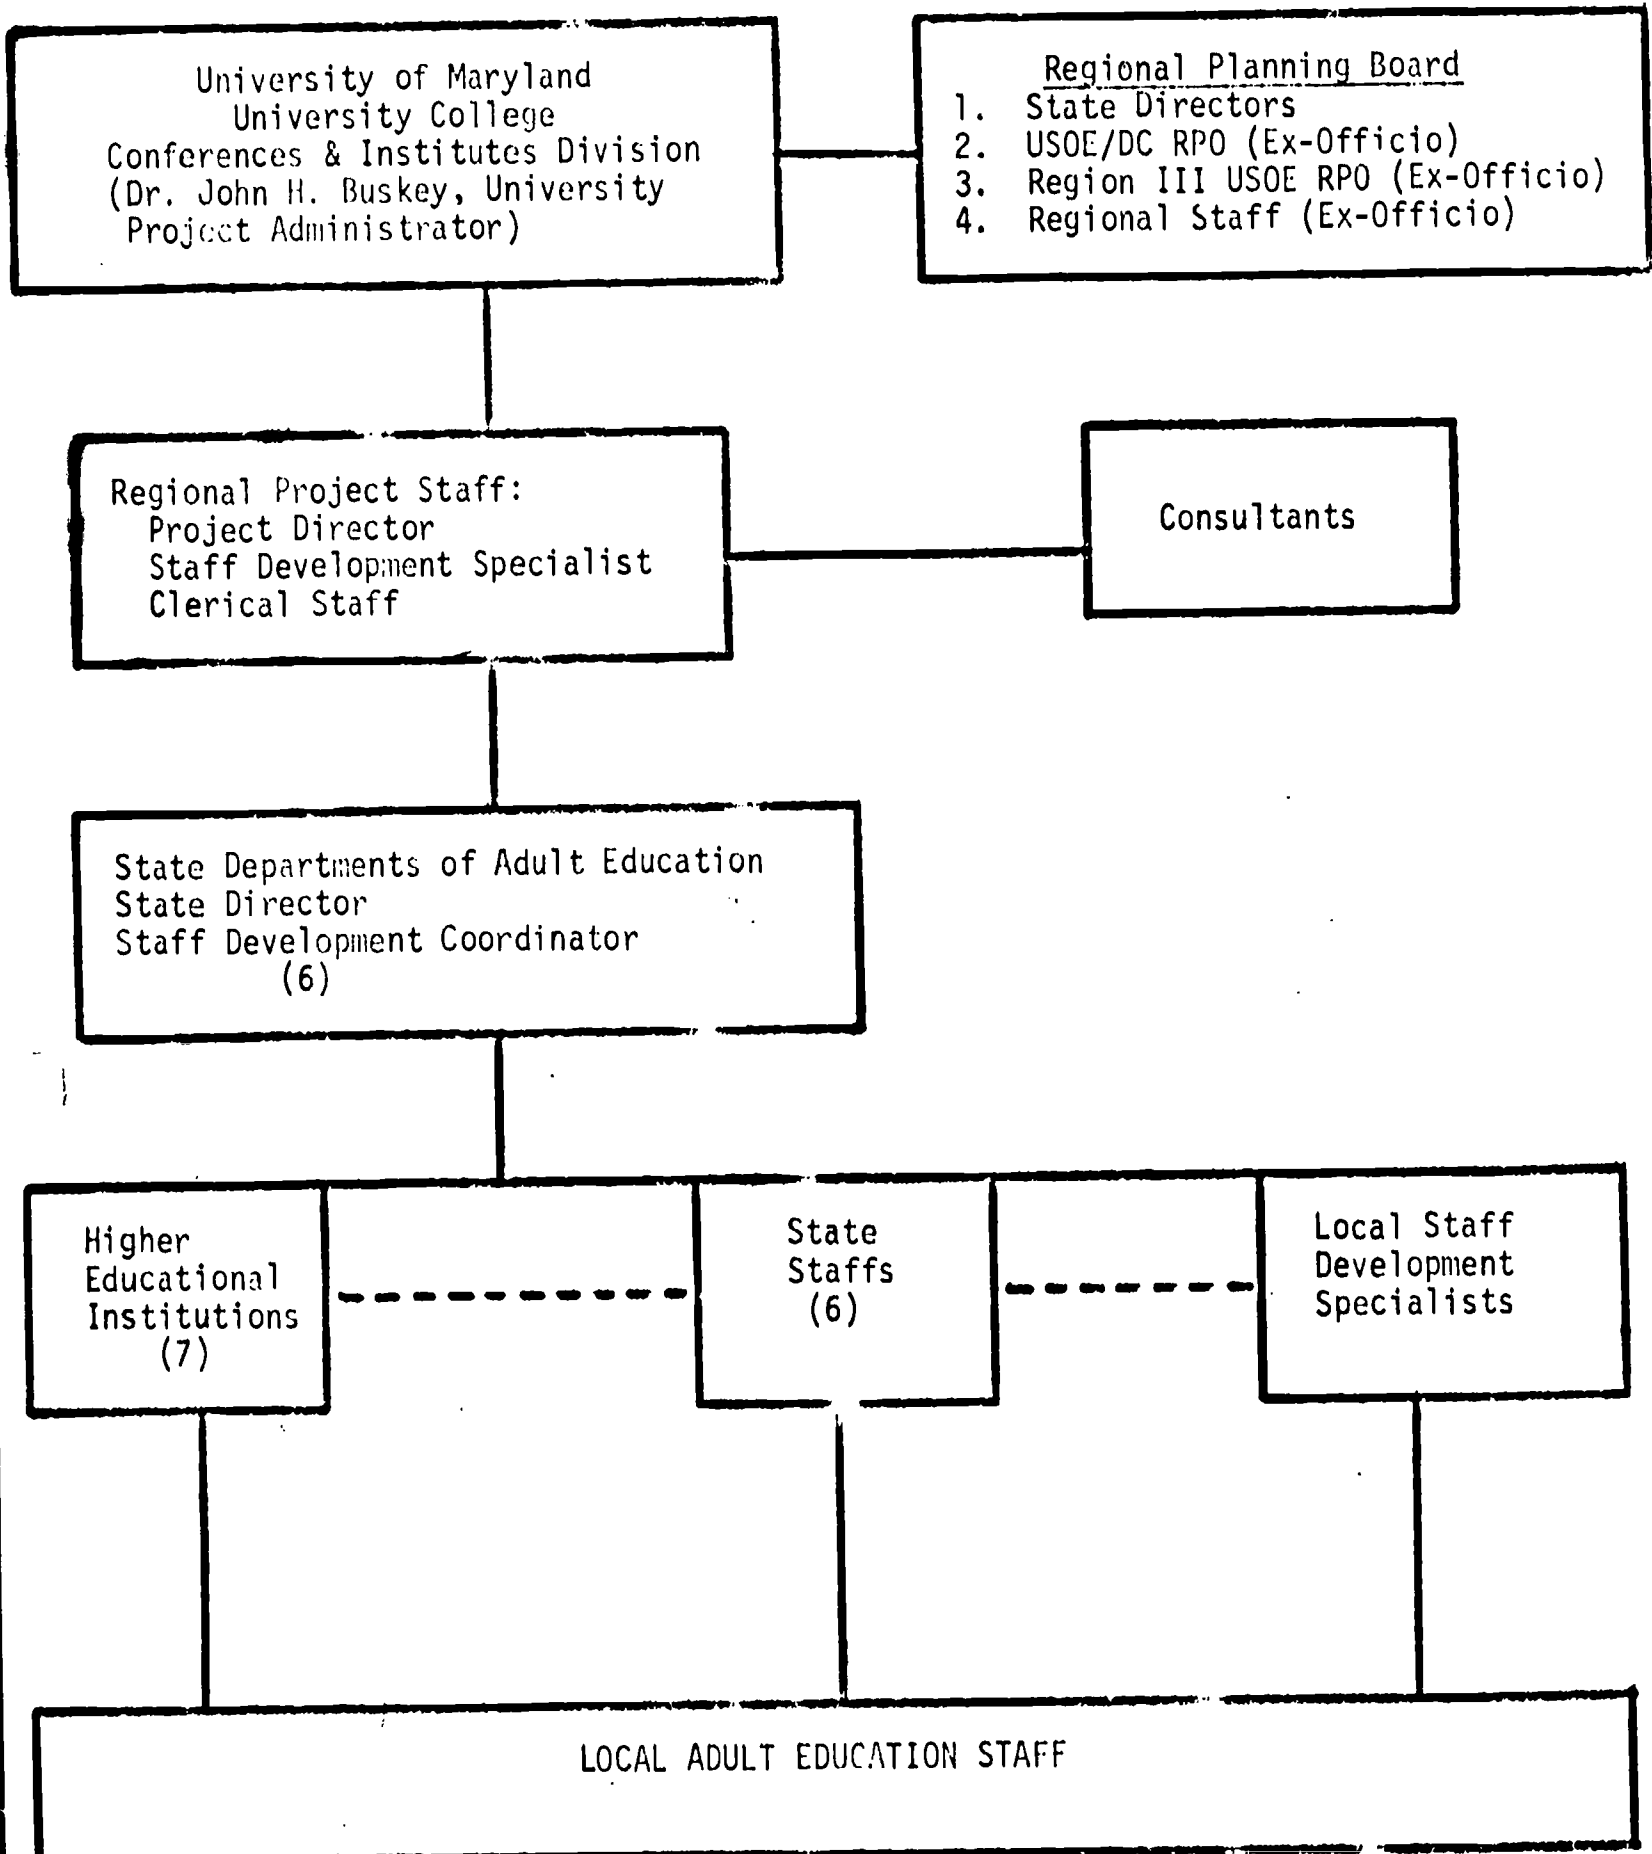 University of Maryland
University College
Conferences & Institutes Division
(Dr. John H. Buskey, University
Project Administrator)
Regional Planning Board
1. State Directors
2. USOE/DC RPO (Ex-Officio)
3. Region III USOE RPO (Ex-Officio)
4. Regional Staff (Ex-Officio)
Regional Project Staff:
Project Director
Staff Development Specialist
Clerical Staff
Consultants
State Departments of Adult Education
State Director
Staff Development Coordinator
(6)
Higher
Educational
Institutions
(7)
State
Staffs
(6)
Local Staff
Development
Specialists
LOCAL ADULT EDUCATION STAFF